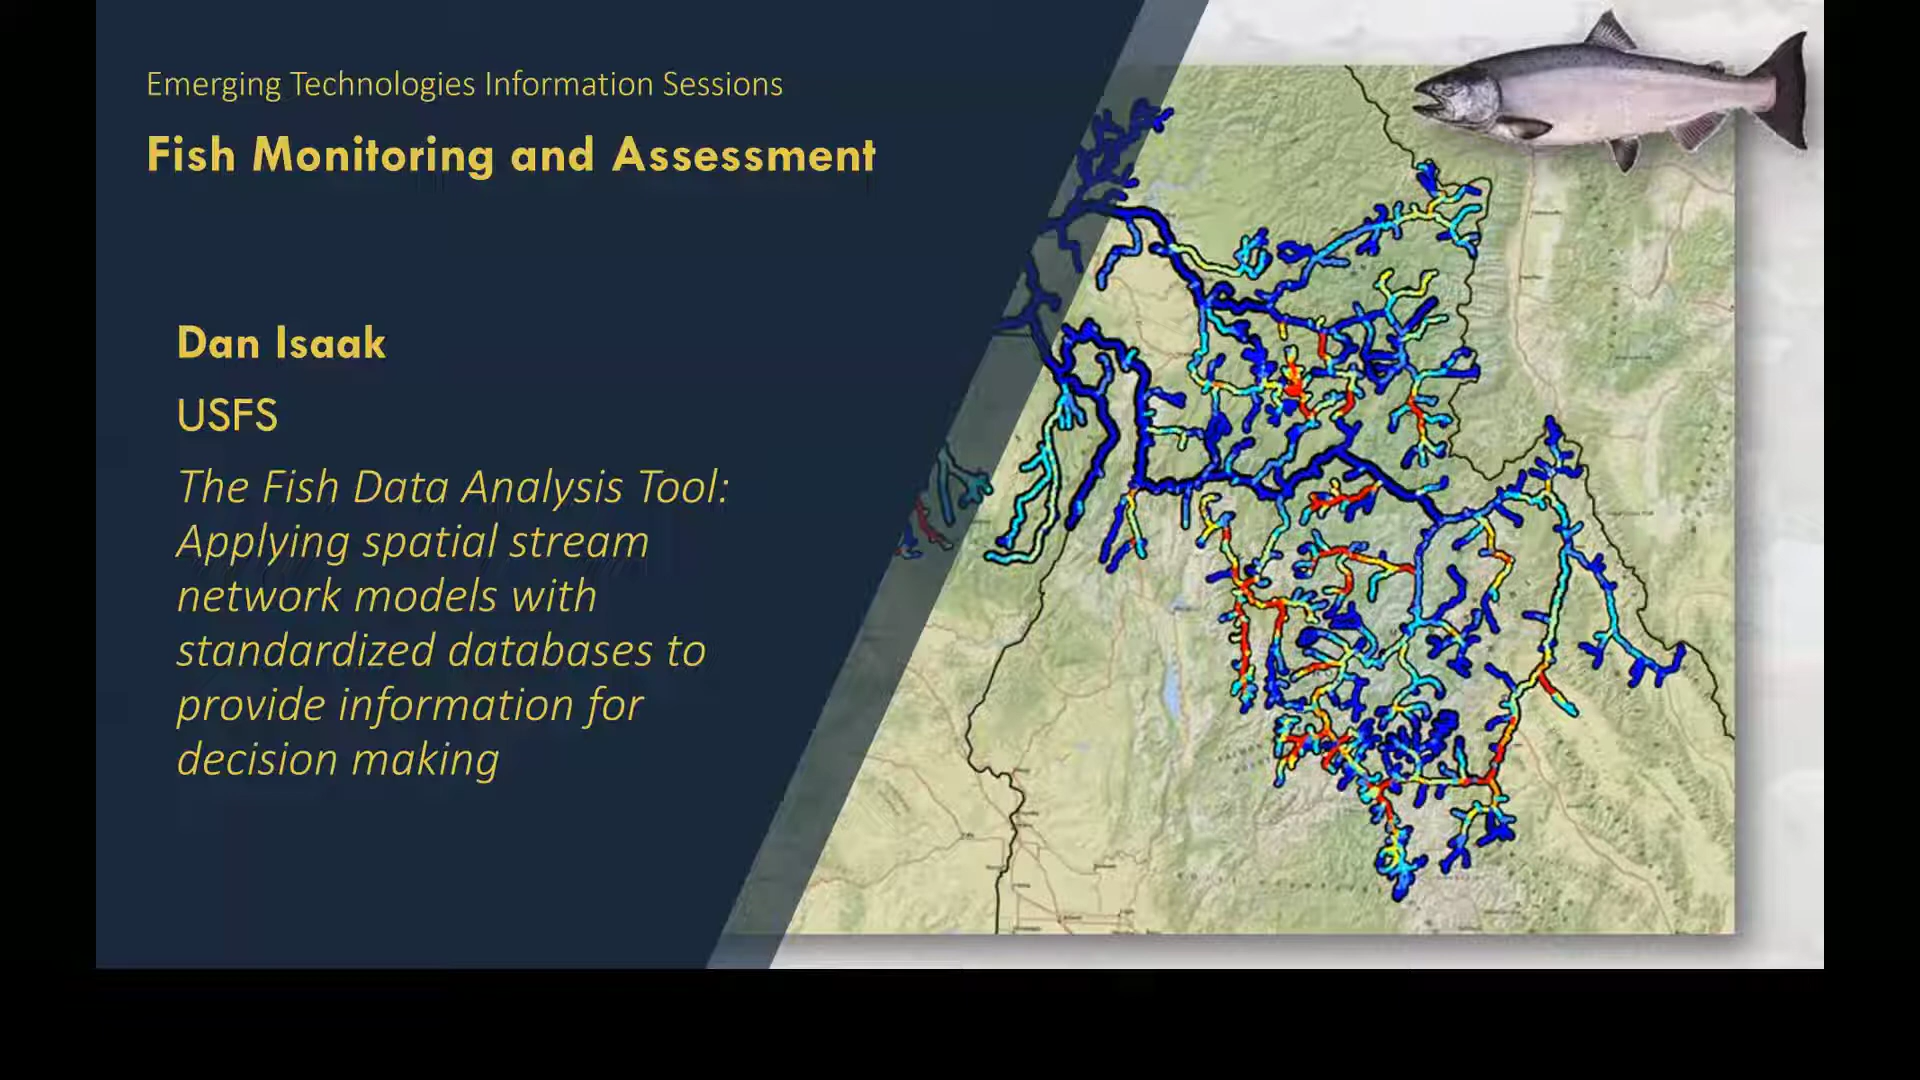 Emerging Technologies Information Sessions
Fish Monitoring and Assessment
Dan Isaak
USFS
The Fish Data Analysis Tool:
Applying spatial stream
network models with
standardized databases to
provide information for
decision making